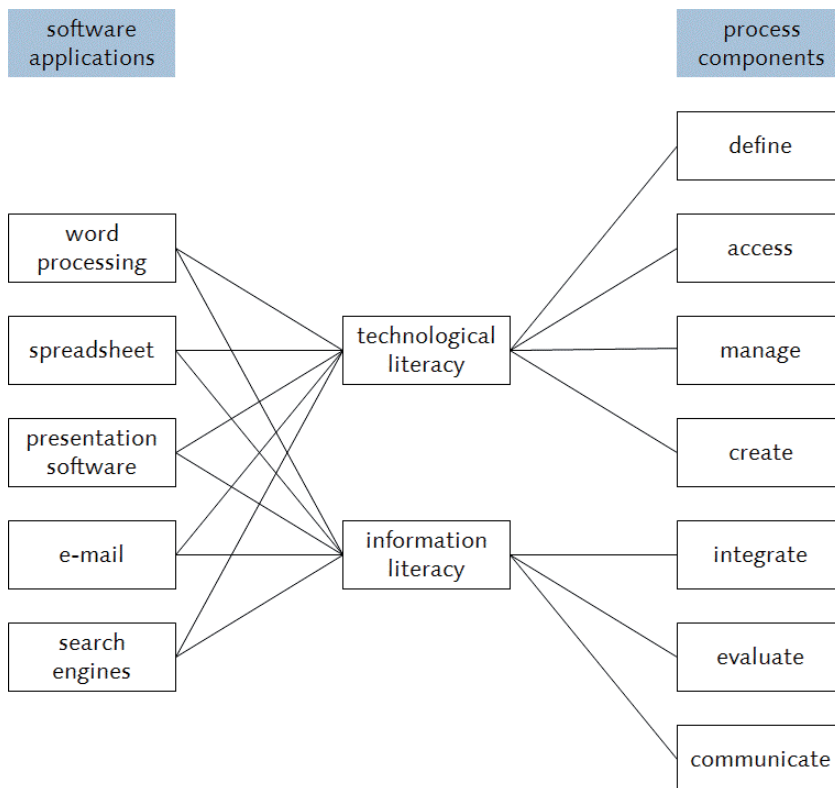 software
applications
process
components
define
word
processing
access
spreadsheet
technological
literacy
manage
presentation
software
create
e-mail
information
literacy
integrate
search
engines
evaluate
communicate